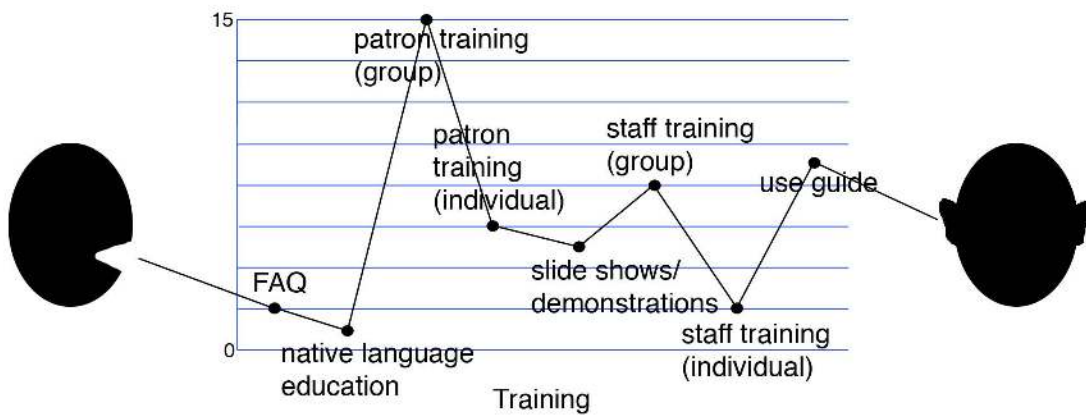 15
patron training
(group)
patron
training
(individual)
staff training
(group)
use guide
FAQ
slide shows/
demonstrations
0
native language
education
staff training
(individual)
Training